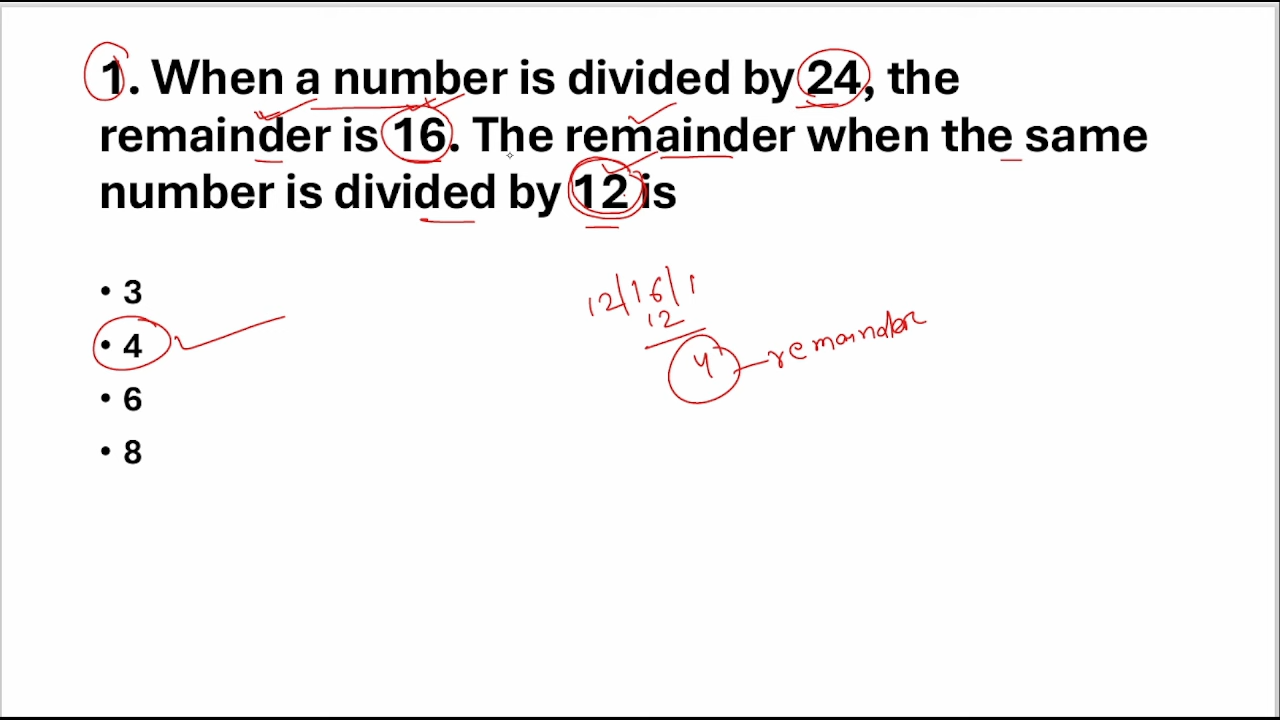 1. When a number is divided by 24, the
remainder is 16. The remainder when the same
number is divided by 12 is
• 3
• 4
• 6
• 8
12/16/1
12
4
remainder